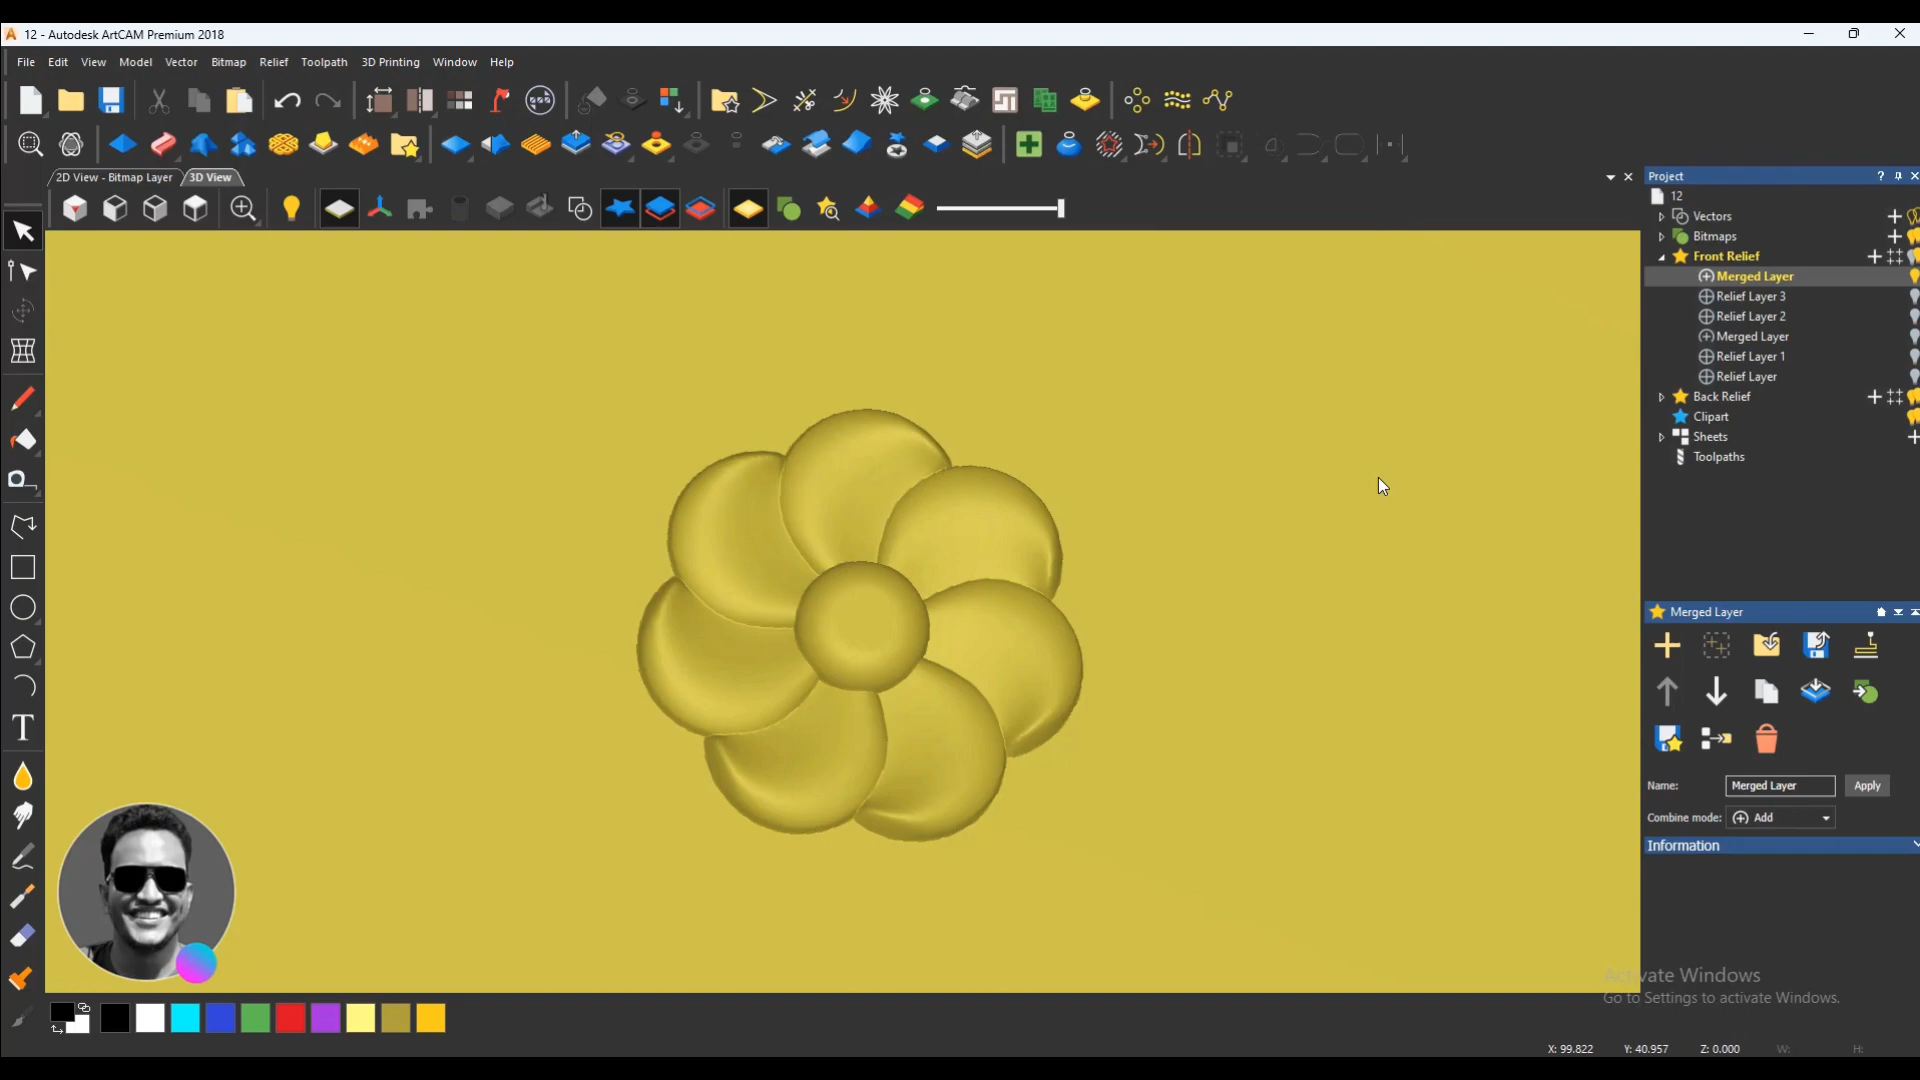 12 - Autodesk ArtCAM Premium 2018
File Edit View Model Vector Bitmap Relief Toolpath 3D Printing Window Help
2D View - Bitmap Layer 3D View
Project
12
Vectors
Bitmaps
Front Relief
Merged Layer
Relief Layer 3
Relief Layer 2
Merged Layer
Relief Layer 1
Relief Layer
Back Relief
Clipart
Sheets
Toolpaths
Merged Layer
Name: Merged Layer Apply
Combine mode: Add
Information
Activate Windows
Go to Settings to activate Windows.
X: 99.822 Y: 40.957 Z: 0.000 W: H: